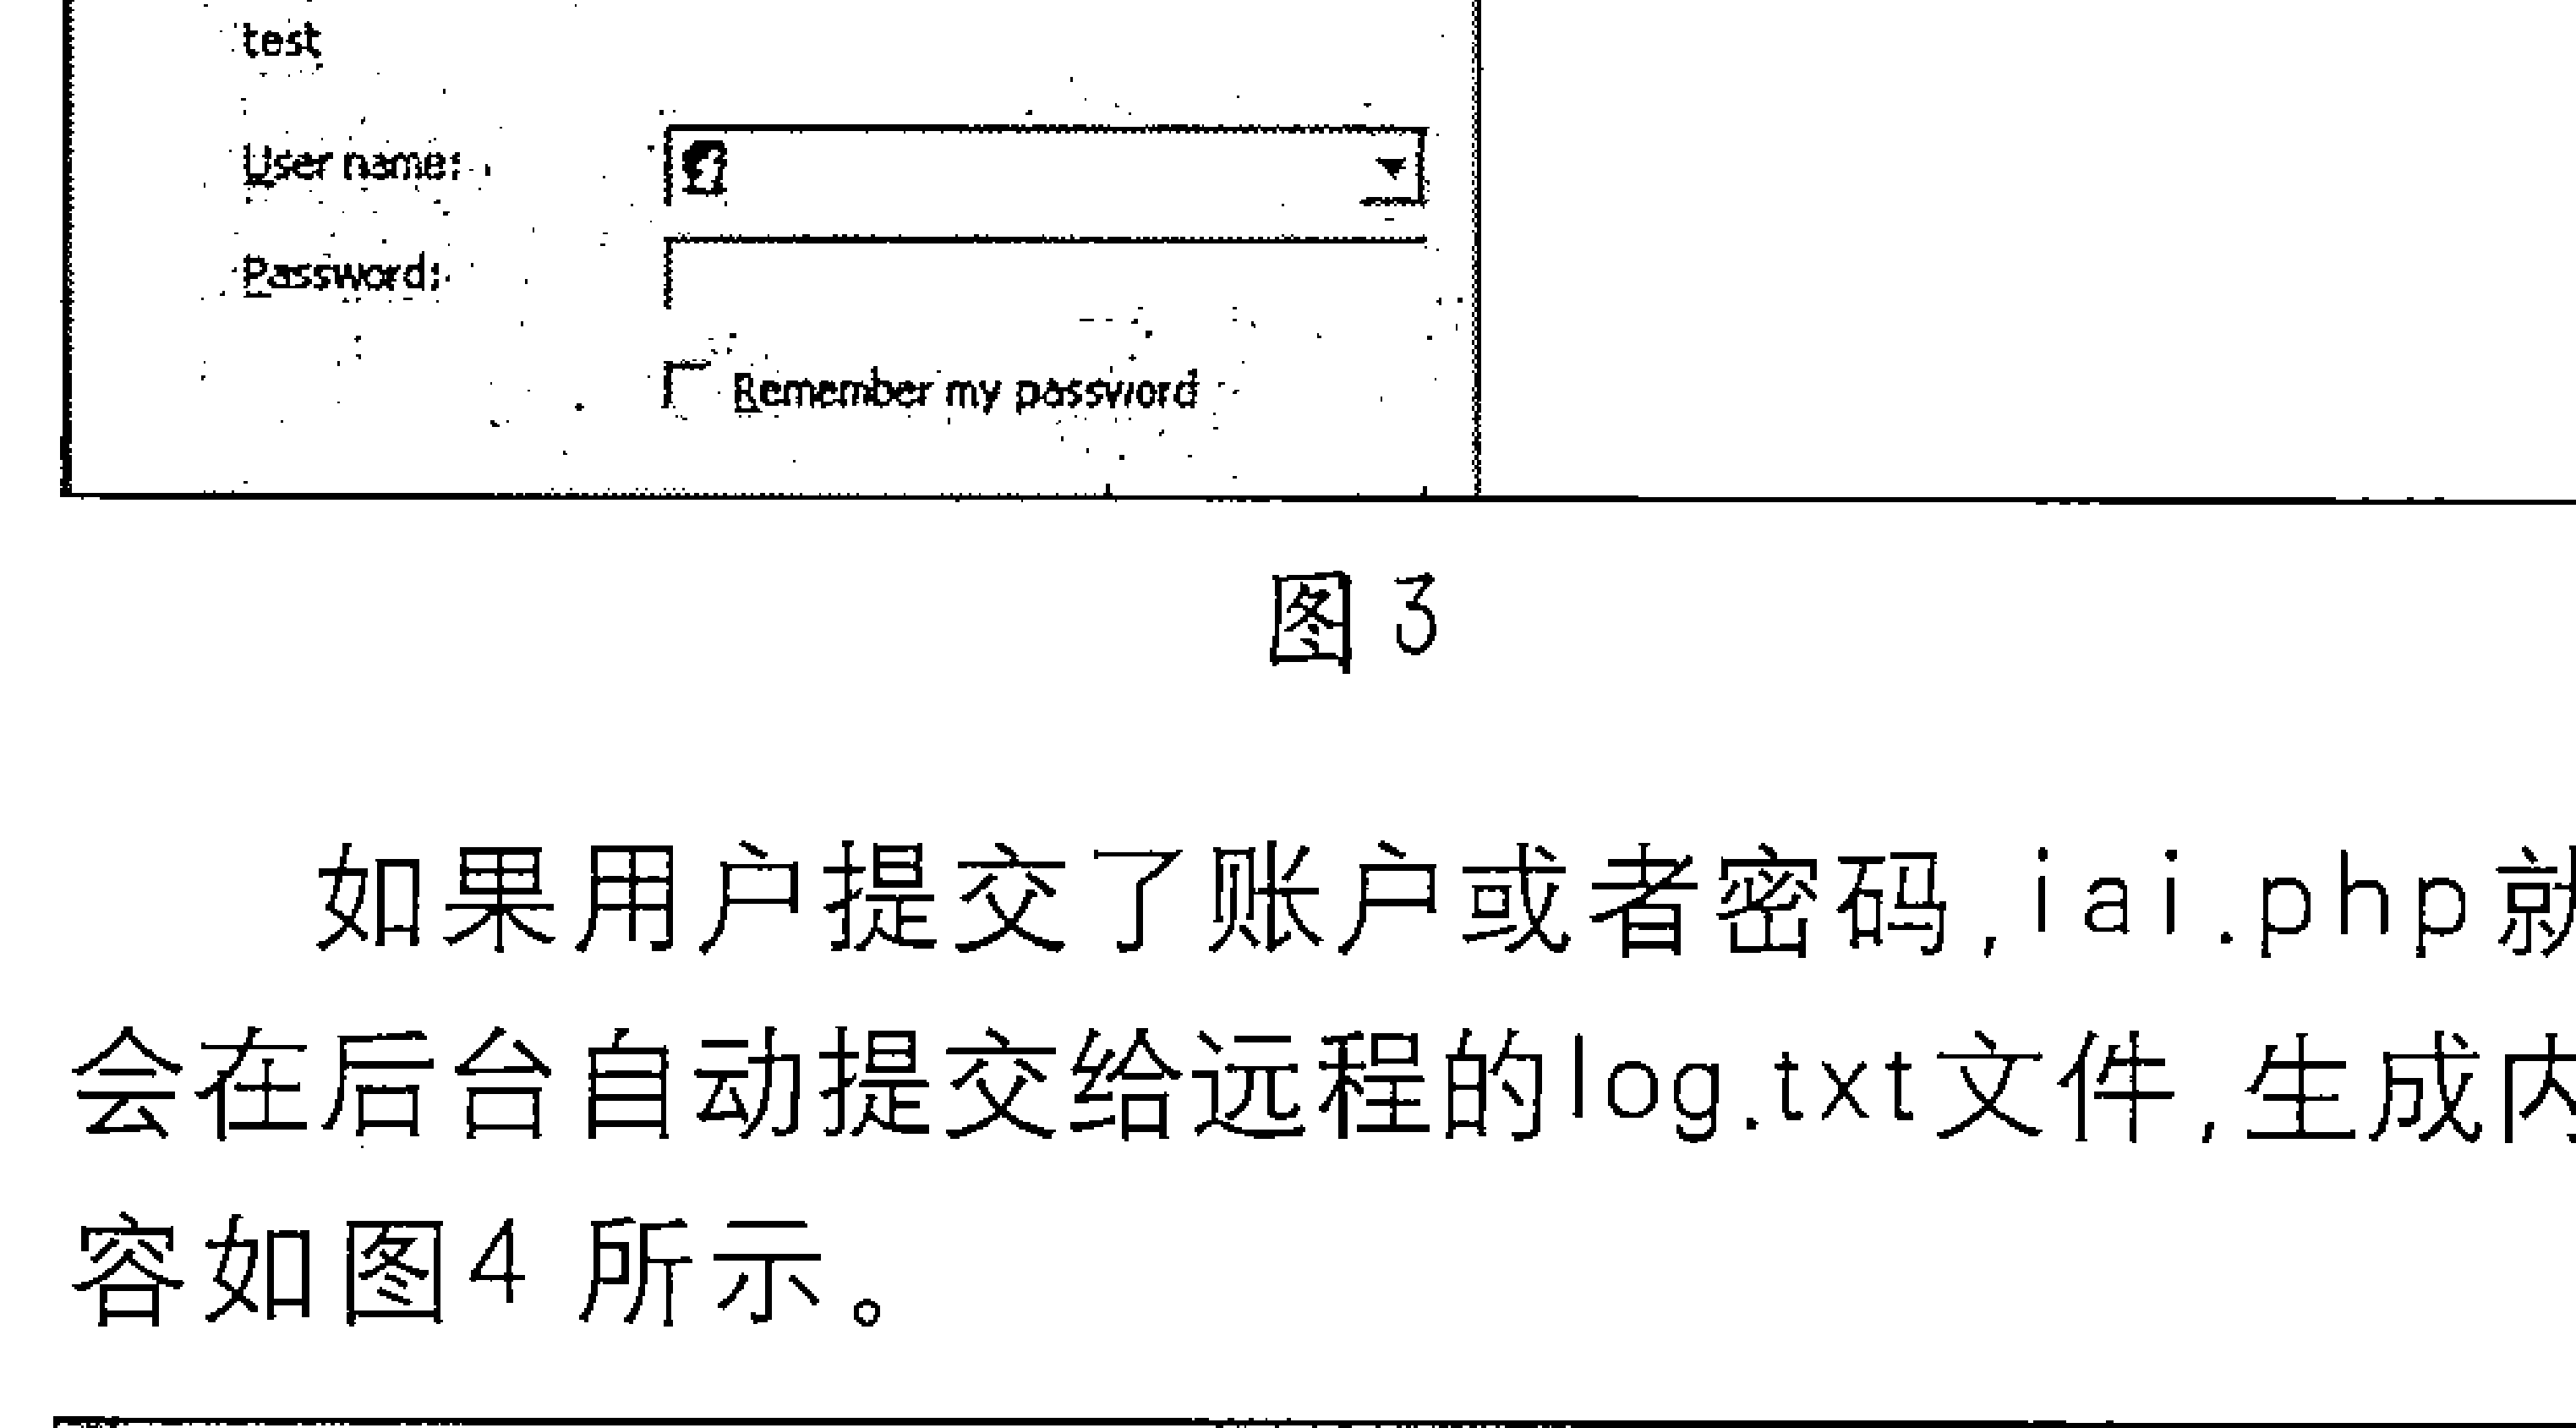 test
User name:
Password:
Remember my password
图 3
如果用户提交了账户或者密码,iai.php就
会在后台自动提交给远程的log.txt文件,生成内
容如图4 所示。